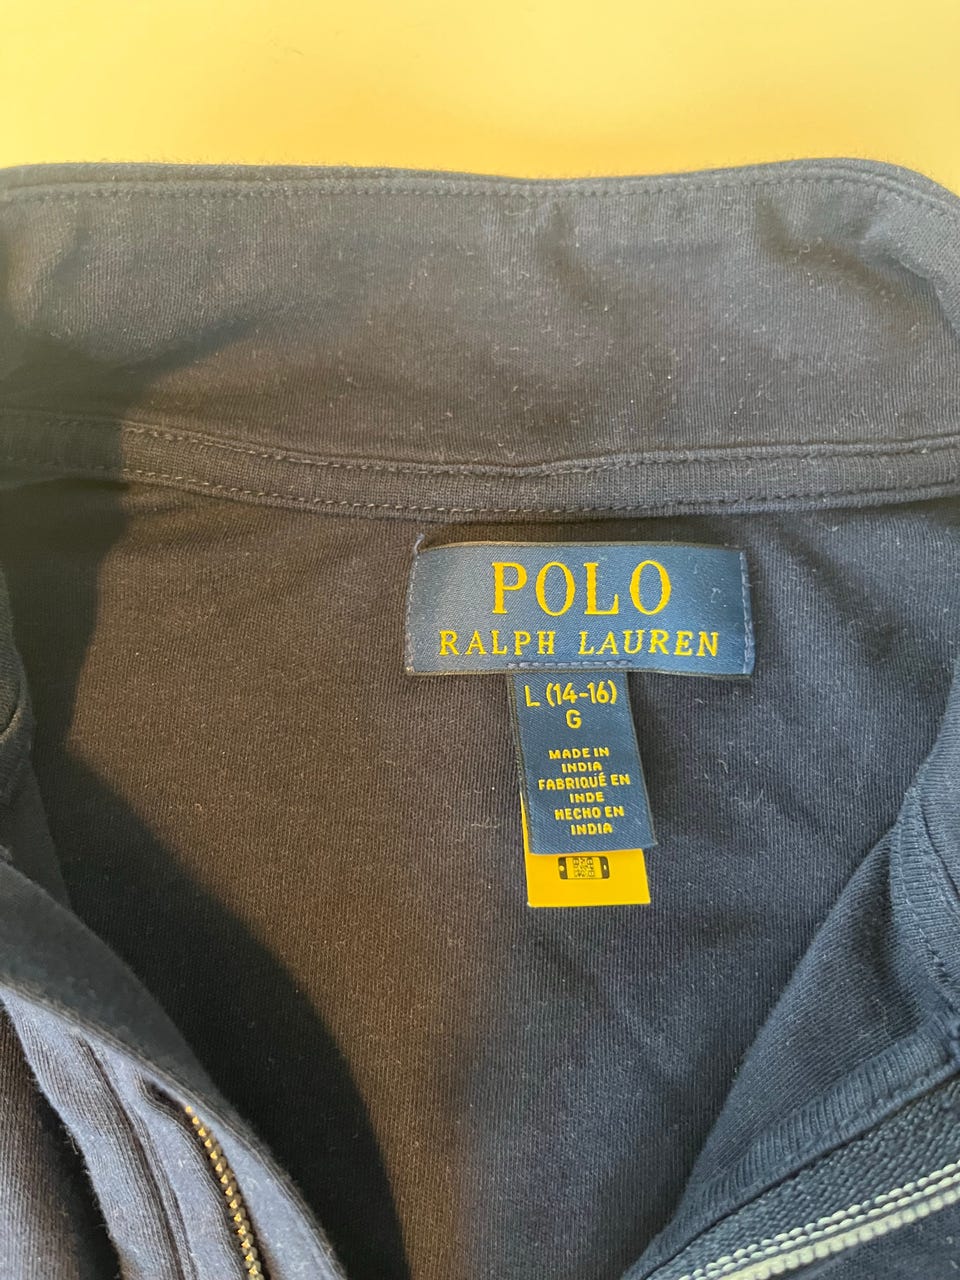 POLO
RALPH LAUREN
L (14-16)
G
MADE IN
INDIA
FABRIQUÉ EN
INDE
HECHO EN
INDIA